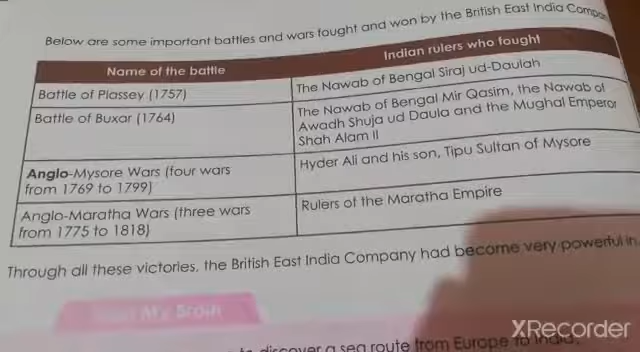 Below are some important battles and wars fought and won by the British East India
Name of the battle
Indian rulers who fought
Battle of Plassey (1757)
The Nawab of Bengal Siraj ud-Daulah
Battle of Buxar (1764)
The Nawab of Bengal Mir Qasim, the Nawab of
Awadh Shuja ud Daula and the Mughal Emperor
Shah Alam II
Anglo-Mysore Wars (four wars
from 1769 to 1799)
Hyder Ali and his son, Tipu Sultan of Mysore
Anglo-Maratha Wars (three wars
from 1775 to 1818)
Rulers of the Maratha Empire
Through all these victories, the British East India Company had become very powerful in
My Brain
to discover a sea route from Europe to India.
XRecorder